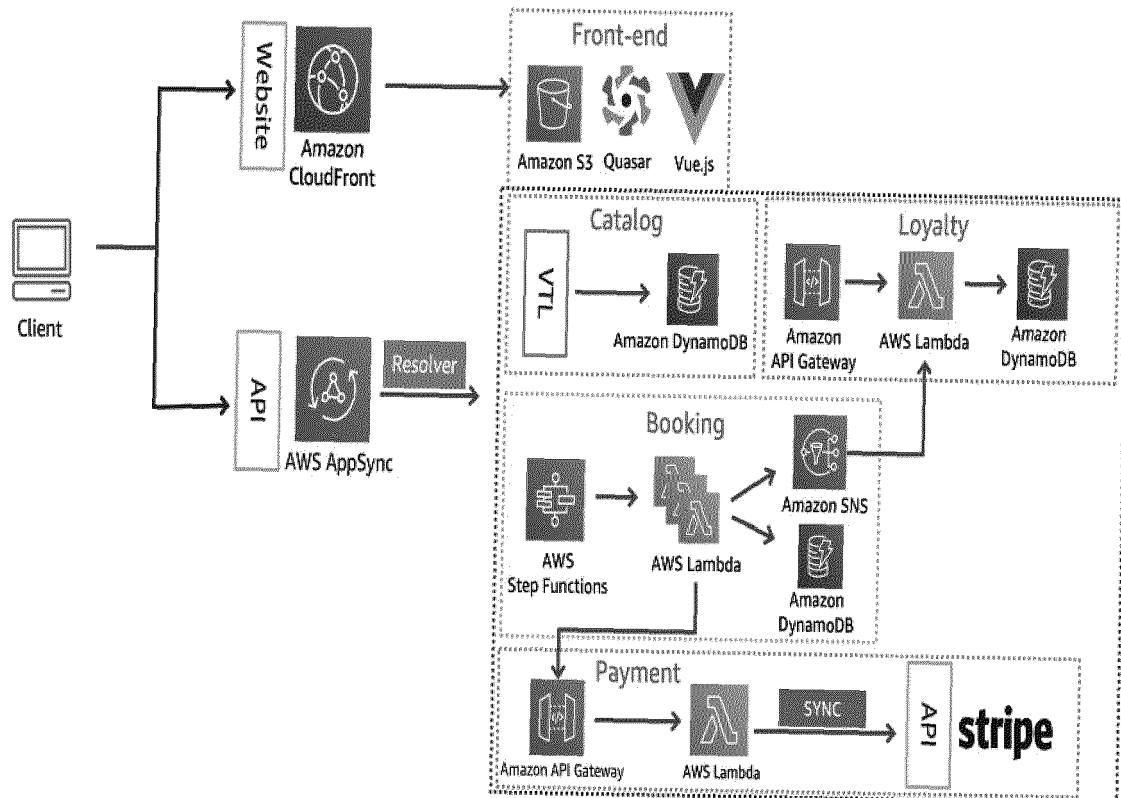 Front-end
Website
Amazon
CloudFront
Amazon S3
Quasar
Vue.js
Client
API
AWS AppSync
Resolver
Catalog
VTL
Amazon DynamoDB
Loyalty
Amazon
API Gateway
AWS Lambda
Amazon
DynamoDB
Booking
AWS
Step Functions
AWS Lambda
Amazon SNS
Amazon
DynamoDB
Payment
Amazon API Gateway
AWS Lambda
SYNC
API
stripe